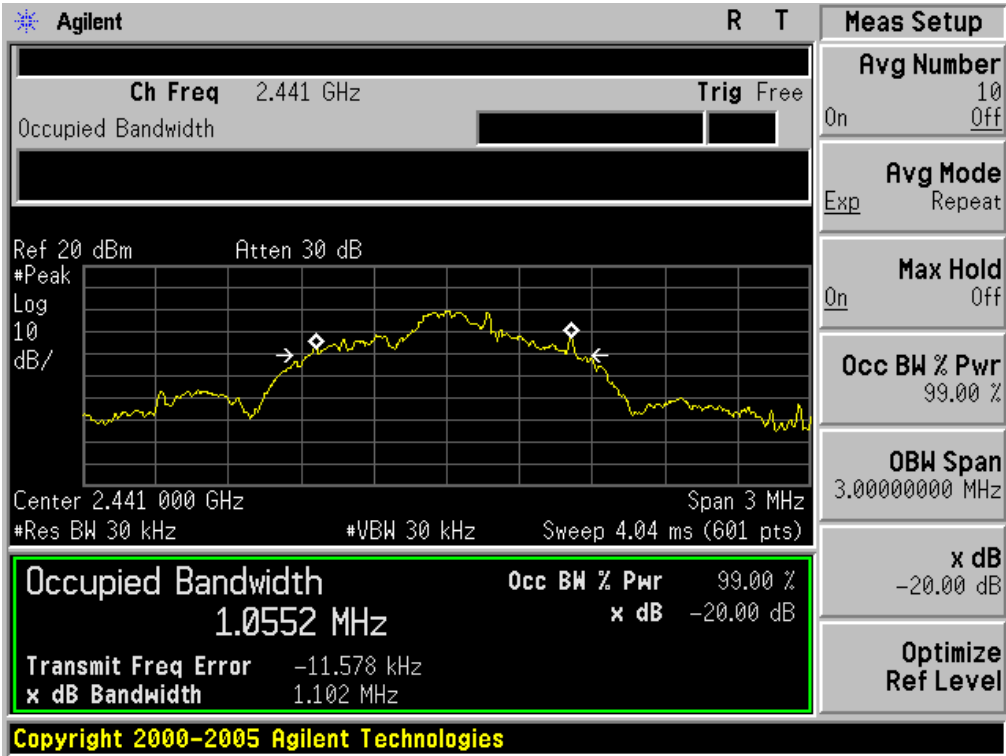 Agilent R T
Ch Freq 2.441 GHz Trig Free
Occupied Bandwidth
Ref 20 dBm Atten 30 dB
#Peak
Log
10
dB/
Center 2.441 000 GHz Span 3 MHz
#Res BW 30 kHz #VBW 30 kHz Sweep 4.04 ms (601 pts)
Occupied Bandwidth Occ BW % Pwr 99.00 %
1.0552 MHz x dB -20.00 dB
Transmit Freq Error -11.578 kHz
x dB Bandwidth 1.102 MHz
Copyright 2000-2005 Agilent Technologies
Meas Setup
Avg Number
10
On Off
Avg Mode
Exp Repeat
Max Hold
On Off
Occ BW % Pwr
99.00 %
OBW Span
3.00000000 MHz
x dB
-20.00 dB
Optimize
Ref Level